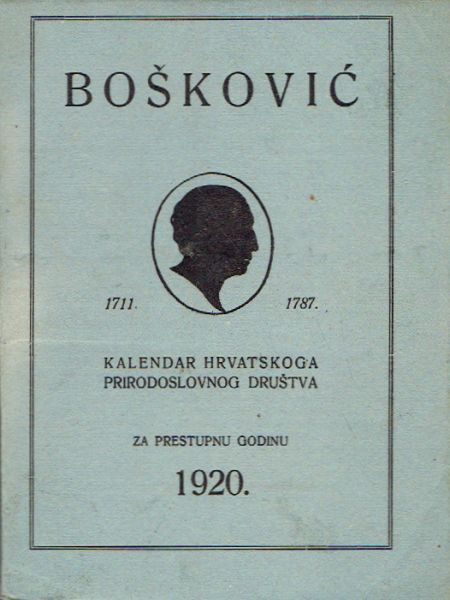 BOŠKOVIĆ
1711. 1787.
KALENDAR HRVATSKOGA
PRIRODOSLOVNOG DRUŠTVA
ZA PRESTUPNU GODINU
1920.